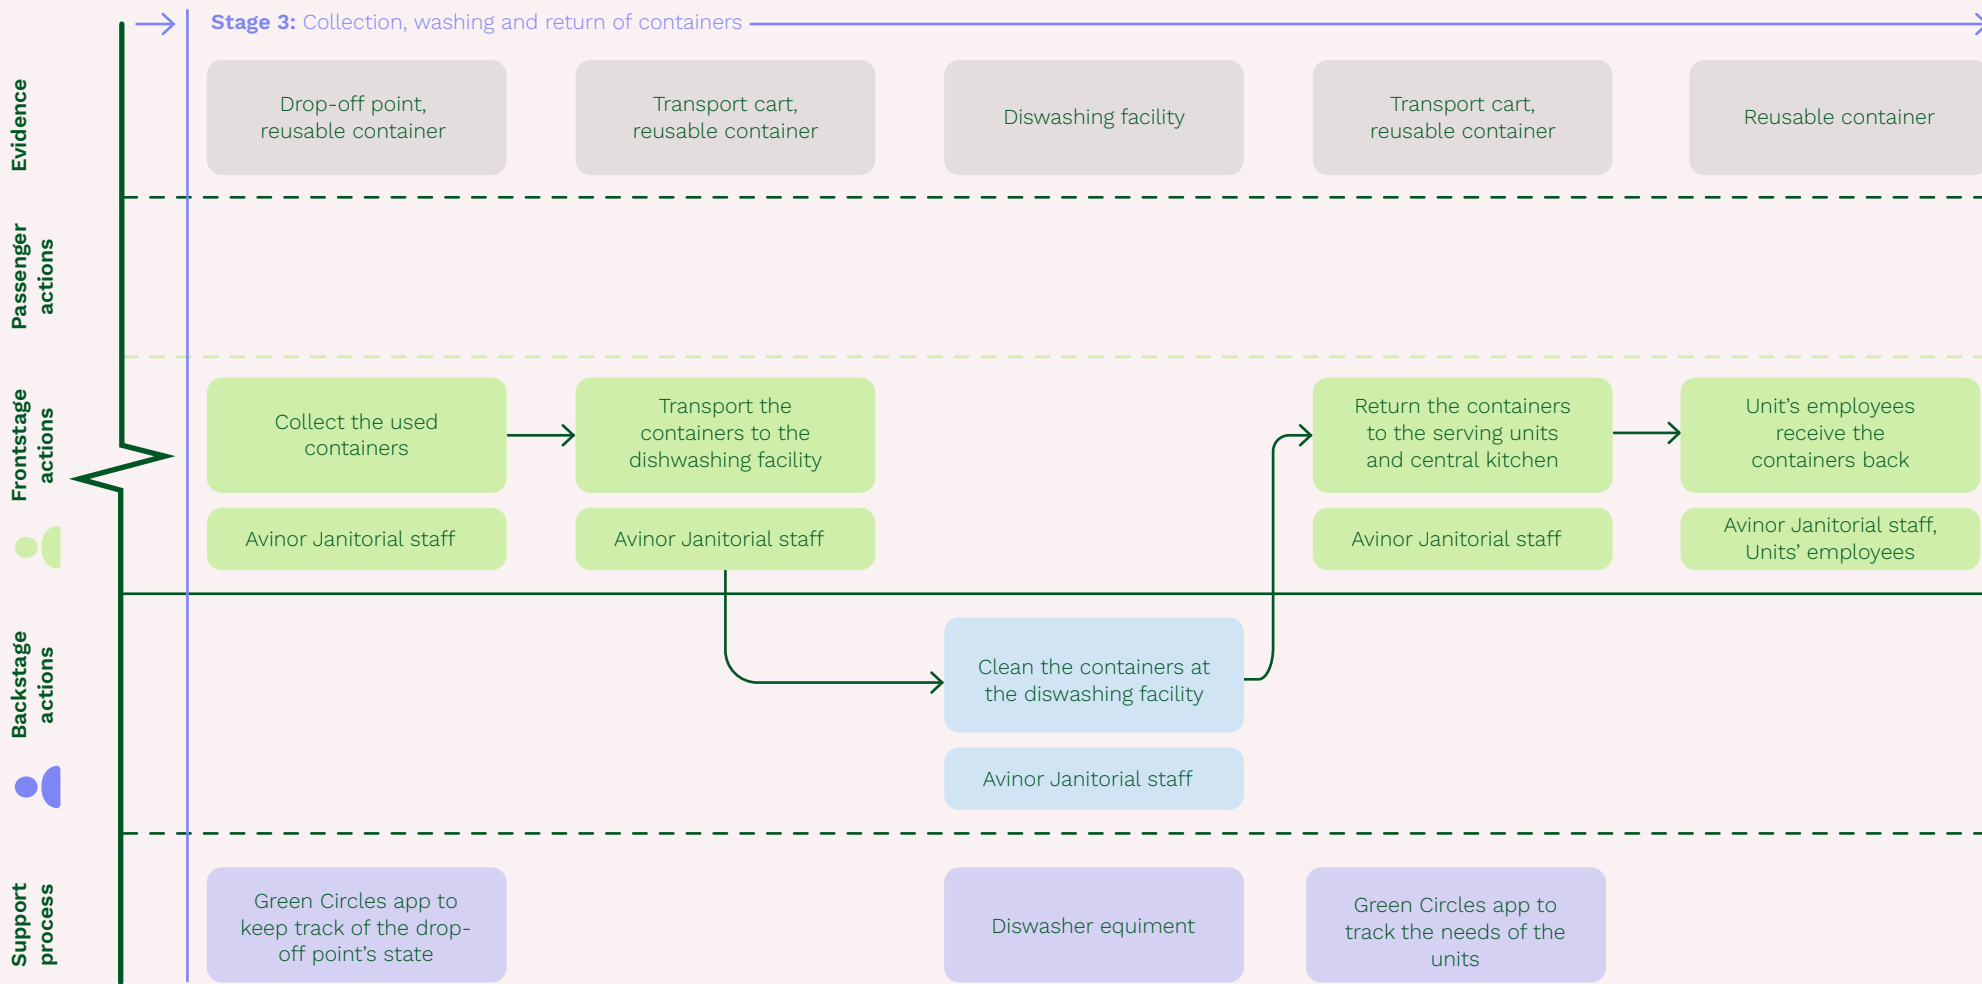 Stage 3: Collection, washing and return of containers
Evidence
Drop-off point,
reusable container
Transport cart,
reusable container
Diswashing facility
Transport cart,
reusable container
Reusable container
Passenger
actions
Frontstage
actions
Collect the used
containers
Transport the
containers to the
dishwashing facility
Return the containers
to the serving units
and central kitchen
Unit’s employees
receive the
containers back
Avinor Janitorial staff
Avinor Janitorial staff
Avinor Janitorial staff
Avinor Janitorial staff,
Units’ employees
Backstage
actions
Clean the containers at
the diswashing facility
Avinor Janitorial staff
Support
process
Green Circles app to
keep track of the drop-
off point’s state
Diswasher equiment
Green Circles app to
track the needs of the
units